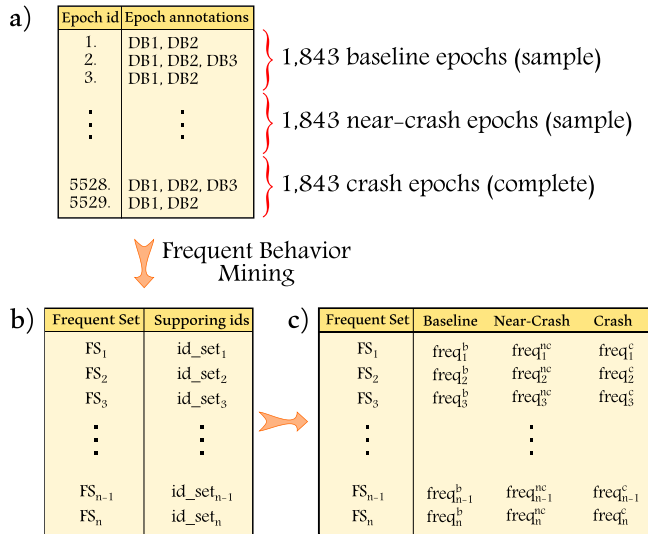 a)
Epoch id Epoch annotations
1. DB1, DB2
2. DB1, DB2, DB3
3. DB1, DB2
1,843 baseline epochs (sample)
1,843 near-crash epochs (sample)
5528. DB1, DB2, DB3
5529. DB1, DB2
1,843 crash epochs (complete)
Frequent Behavior
Mining
b)
Frequent Set Supporing ids
FS₁ id_set₁
FS₂ id_set₂
FS₃ id_set₃
FSₙ₋₁ id_setₙ₋₁
FSₙ id_setₙ
c)
Frequent Set Baseline Near-Crash Crash
FS₁ freq₁ᵇ freq₁ⁿᶜ freq₁ᶜ
FS₂ freq₂ᵇ freq₂ⁿᶜ freq₂ᶜ
FS₃ freq₃ᵇ freq₃ⁿᶜ freq₃ᶜ
FSₙ₋₁ freqₙ₋₁ᵇ freqₙ₋₁ⁿᶜ freqₙ₋₁ᶜ
FSₙ freqₙᵇ freqₙⁿᶜ freqₙᶜ